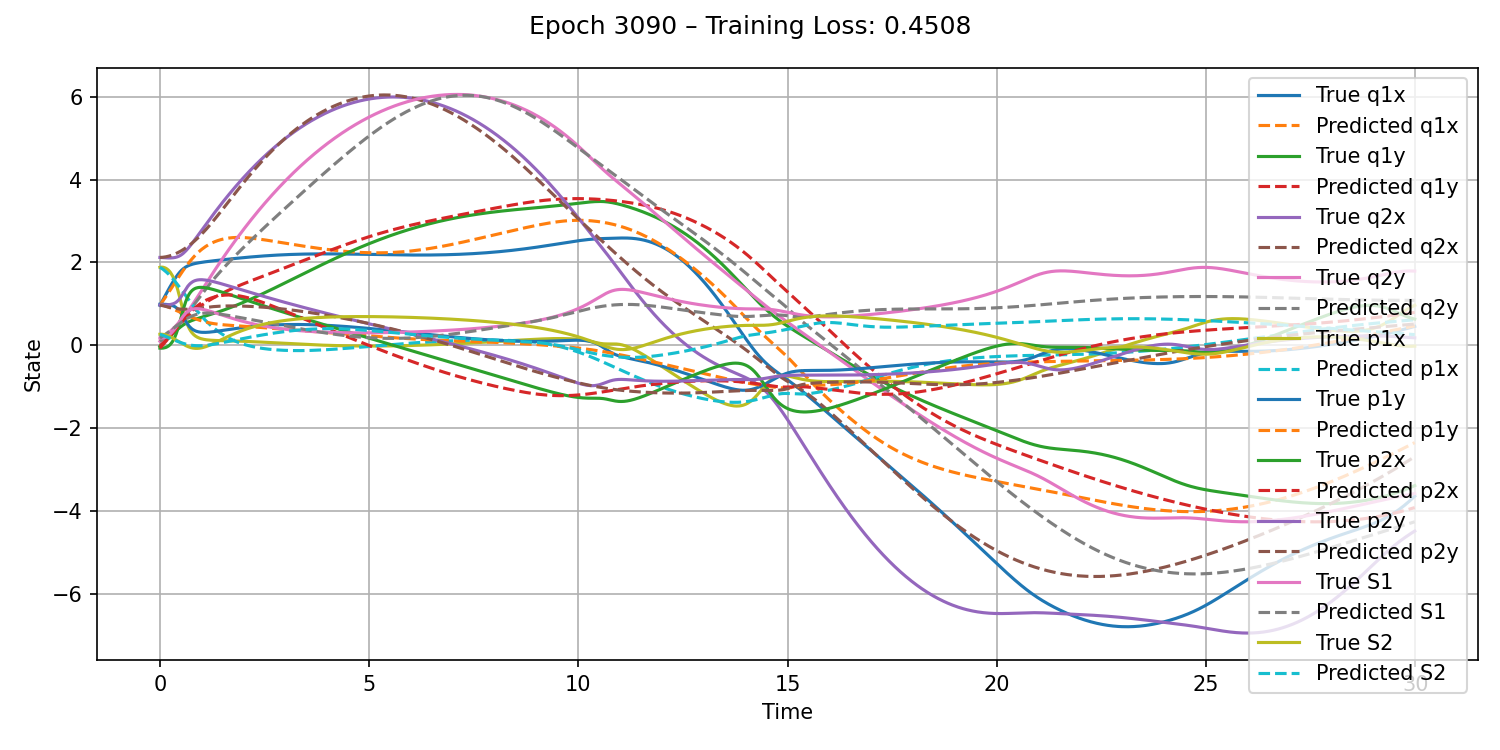 Epoch 3090 – Training Loss: 0.4508
State
6
4
2
0
−2
−4
−6
0
5
10
15
20
25
30
Time
True q1x
Predicted q1x
True q1y
Predicted q1y
True q2x
Predicted q2x
True q2y
Predicted q2y
True p1x
Predicted p1x
True p1y
Predicted p1y
True p2x
Predicted p2x
True p2y
Predicted p2y
True S1
Predicted S1
True S2
Predicted S2